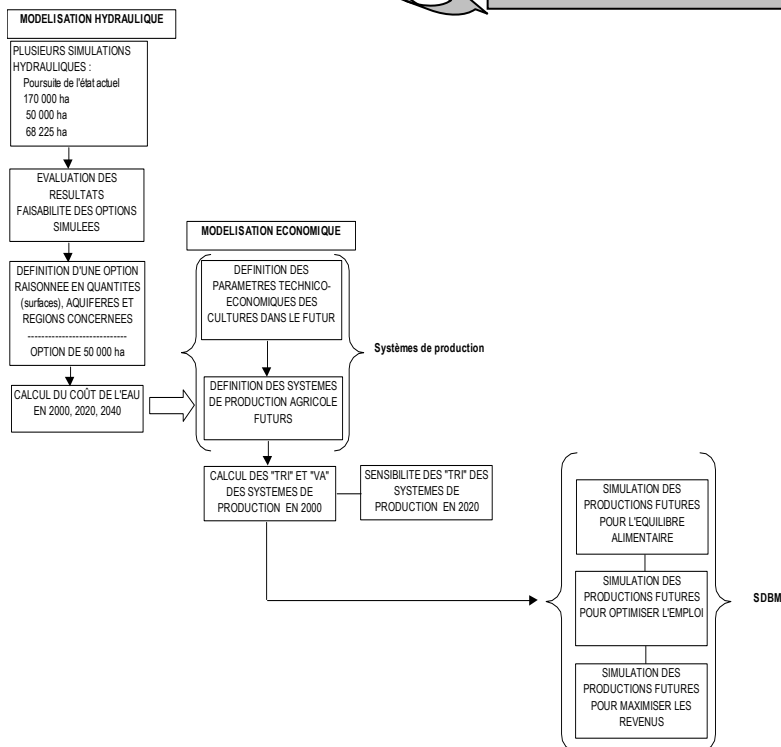 MODELISATION HYDRAULIQUE
PLUSIEURS SIMULATIONS
HYDRAULIQUES :
Poursuite de l'état actuel
170 000 ha
50 000 ha
68 225 ha
EVALUATION DES
RESULTATS
FAISABILITE DES OPTIONS
SIMULEES
DEFINITION D'UNE OPTION
RAISONNEE EN QUANTITES
(surfaces), AQUIFERES ET
REGIONS CONCERNEES
-----------------------------
OPTION DE 50 000 ha
CALCUL DU COÛT DE L'EAU
EN 2000, 2020, 2040
MODELISATION ECONOMIQUE
DEFINITION DES
PARAMETRES TECHNICO-
ECONOMIQUES DES
CULTURES DANS LE FUTUR
Systèmes de production
DEFINITION DES SYSTEMES
DE PRODUCTION AGRICOLE
FUTURS
CALCUL DES "TRI" ET "VA"
DES SYSTEMES DE
PRODUCTION EN 2000
SENSIBILITE DES "TRI" DES
SYSTEMES DE
PRODUCTION EN 2020
SIMULATION DES
PRODUCTIONS FUTURES
POUR L'EQUILIBRE
ALIMENTAIRE
SIMULATION DES
PRODUCTIONS FUTURES
POUR OPTIMISER L'EMPLOI
SDBM
SIMULATION DES
PRODUCTIONS FUTURES
POUR MAXIMISER LES
REVENUS